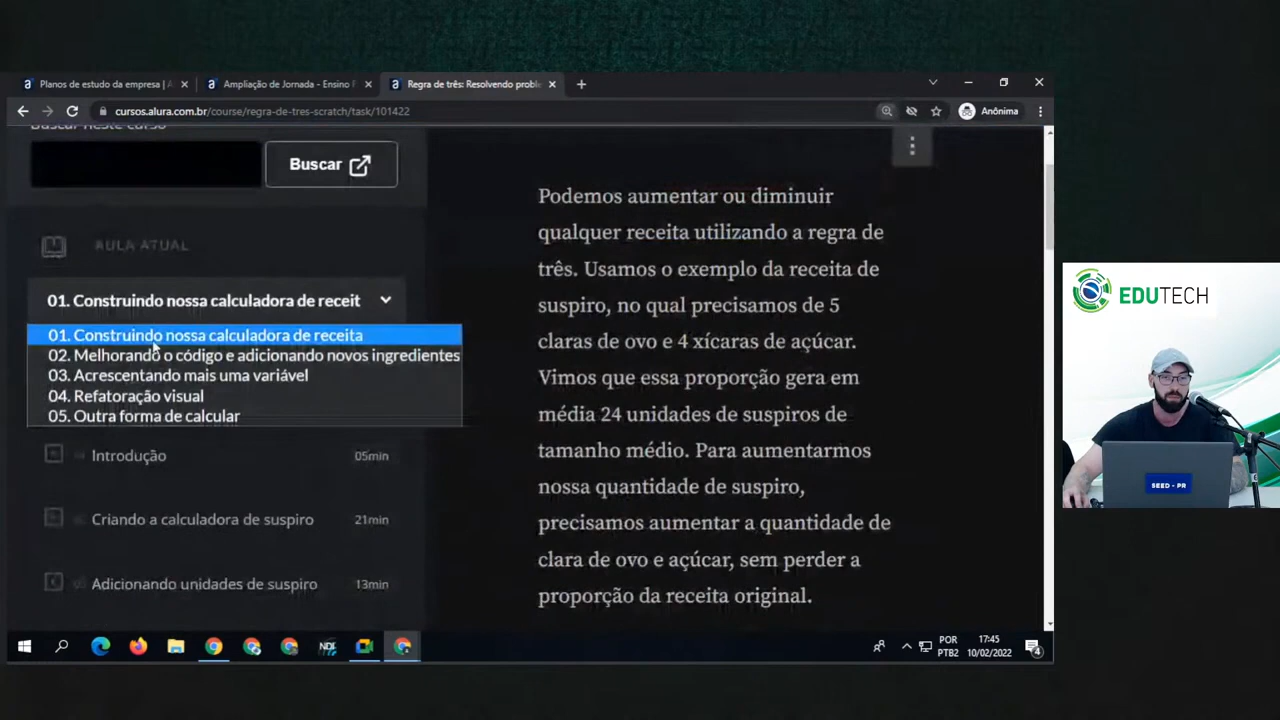 Planos de estudo da empresa | A
Ampliação de Jornada - Ensino F
Regra de três: Resolvendo proble
cursos.alura.com.br/course/regra-de-tres-scratch/task/101422
Anônima
Buscar neste curso
Buscar
AULA ATUAL
01. Construindo nossa calculadora de receit
01. Construindo nossa calculadora de receita
02. Melhorando o código e adicionando novos ingredientes
03. Acrescentando mais uma variável
04. Refatoração visual
05. Outra forma de calcular
Introdução 05min
Criando a calculadora de suspiro 21min
Adicionando unidades de suspiro 13min
Podemos aumentar ou diminuir
qualquer receita utilizando a regra de
três. Usamos o exemplo da receita de
suspiro, no qual precisamos de 5
claras de ovo e 4 xícaras de açúcar.
Vimos que essa proporção gera em
média 24 unidades de suspiros de
tamanho médio. Para aumentarmos
nossa quantidade de suspiro,
precisamos aumentar a quantidade de
clara de ovo e açúcar, sem perder a
proporção da receita original.
EDUTECH
SEED - PR
NDI
POR
PTB2
17:45
10/02/2022
4